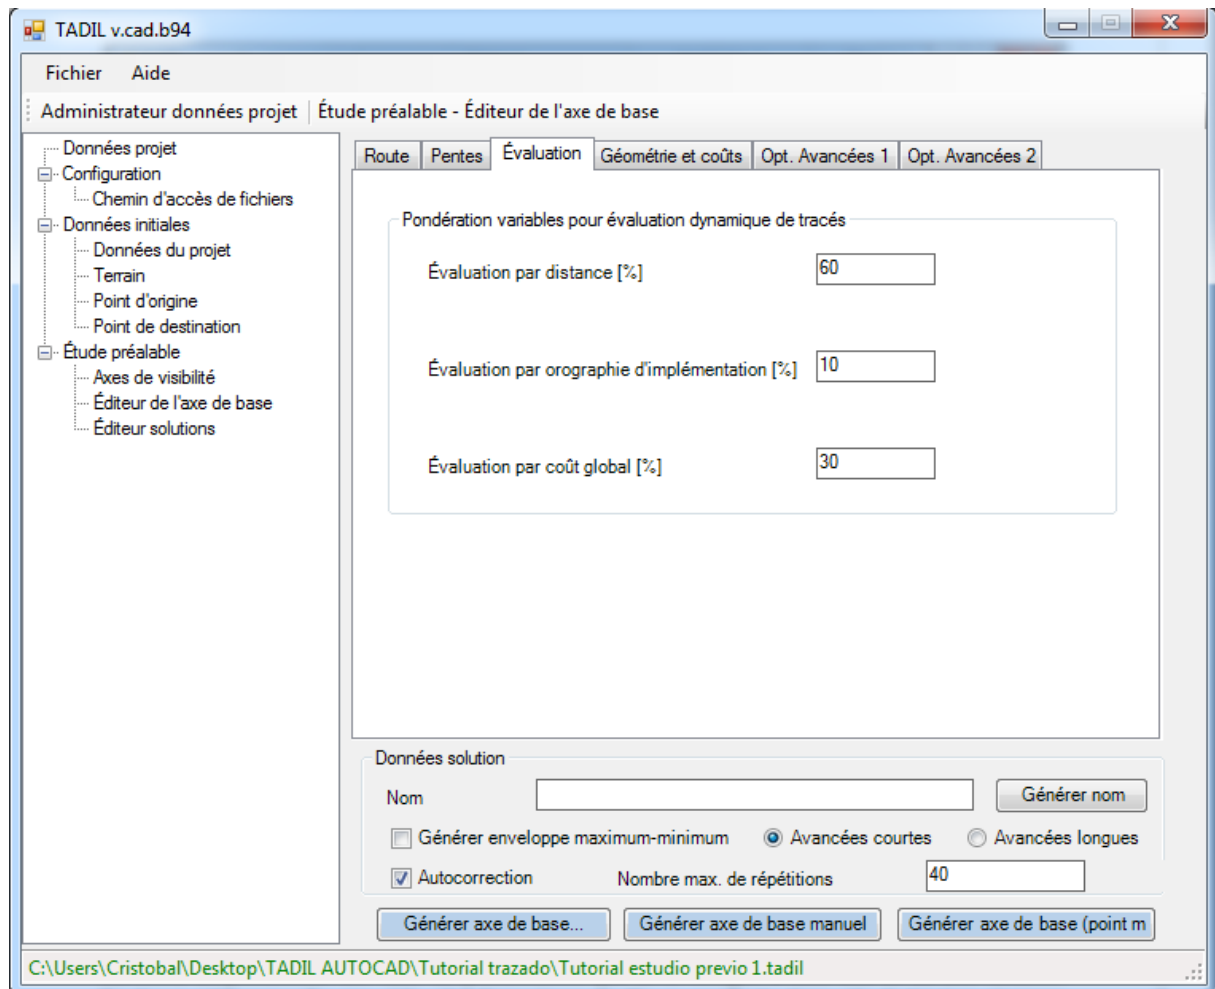 TADIL v.cad.b94
Fichier Aide
Administrateur données projet Étude préalable - Éditeur de l'axe de base
Données projet
Configuration
Chemin d'accès de fichiers
Données initiales
Données du projet
Terrain
Point d'origine
Point de destination
Étude préalable
Axes de visibilité
Éditeur de l'axe de base
Éditeur solutions
Route Pentes Évaluation Géométrie et coûts Opt. Avancées 1 Opt. Avancées 2
Pondération variables pour évaluation dynamique de tracés
Évaluation par distance [%] 60
Évaluation par orographie d'implémentation [%] 10
Évaluation par coût global [%] 30
Données solution
Nom Générer nom
Générer enveloppe maximum-minimum Avancées courtes Avancées longues
Autocorrection Nombre max. de répétitions 40
Générer axe de base... Générer axe de base manuel Générer axe de base (point m
C:\Users\Cristobal\Desktop\TADIL AUTOCAD\Tutorial trazado\Tutorial estudio previo 1.tadil